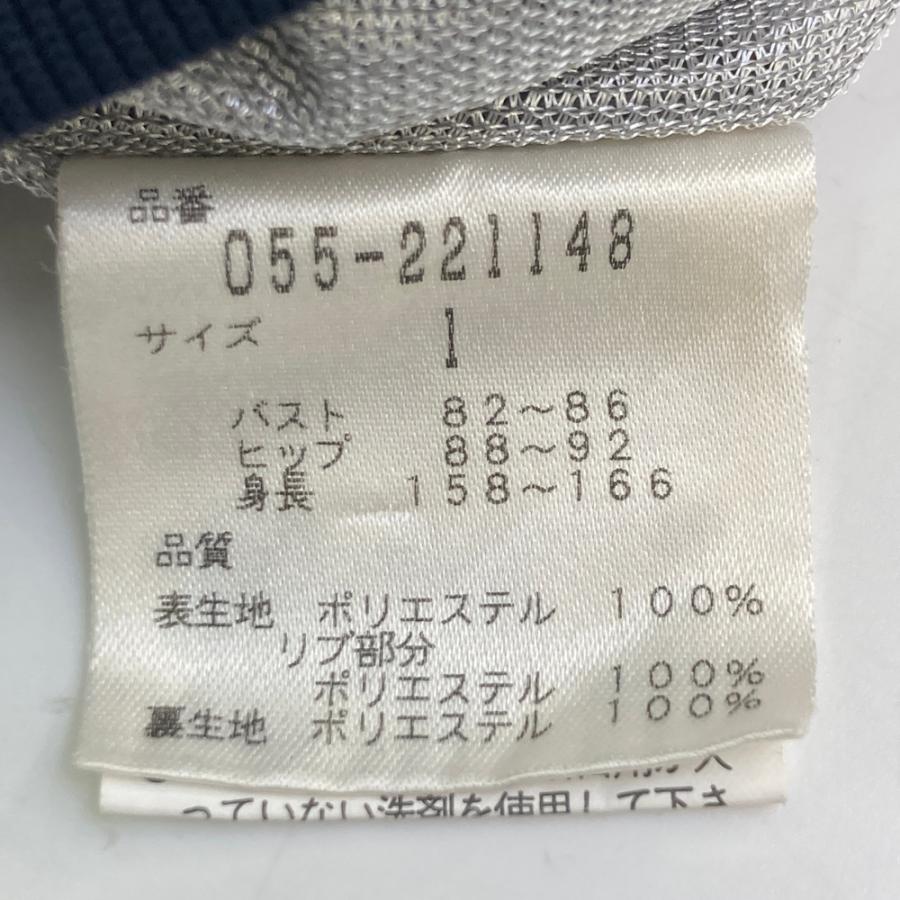 品番
055-221148
サイズ 1
バスト 82～86
ヒップ 88～92
身長 158～166
品質
表生地 ポリエステル 100%
リブ部分
ポリエステル 100%
裏生地 ポリエステル 100%
っていない洗剤を使用して下さ